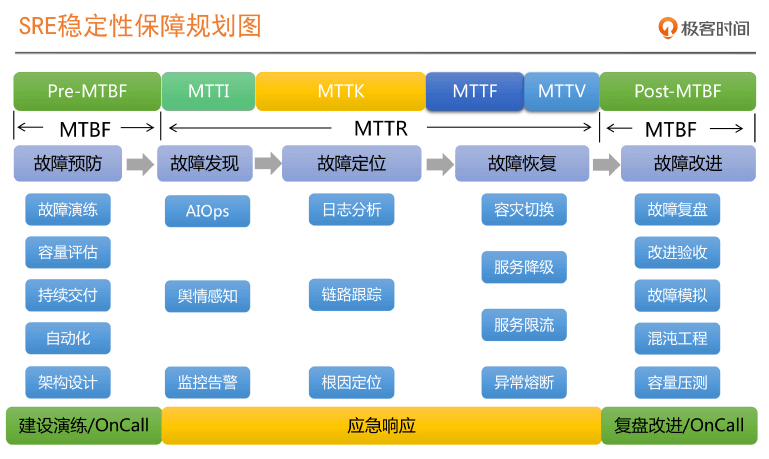 SRE稳定性保障规划图
极客时间
Pre-MTBF
MTTI
MTTK
MTTF
MTTV
Post-MTBF
MTBF
MTTR
MTBF
故障预防
故障发现
故障定位
故障恢复
故障改进
故障演练
容量评估
持续交付
自动化
架构设计
AIOps
舆情感知
监控告警
日志分析
链路跟踪
根因定位
容灾切换
服务降级
服务限流
异常熔断
故障复盘
改进验收
故障模拟
混沌工程
容量压测
建设演练/OnCall
应急响应
复盘改进/OnCall